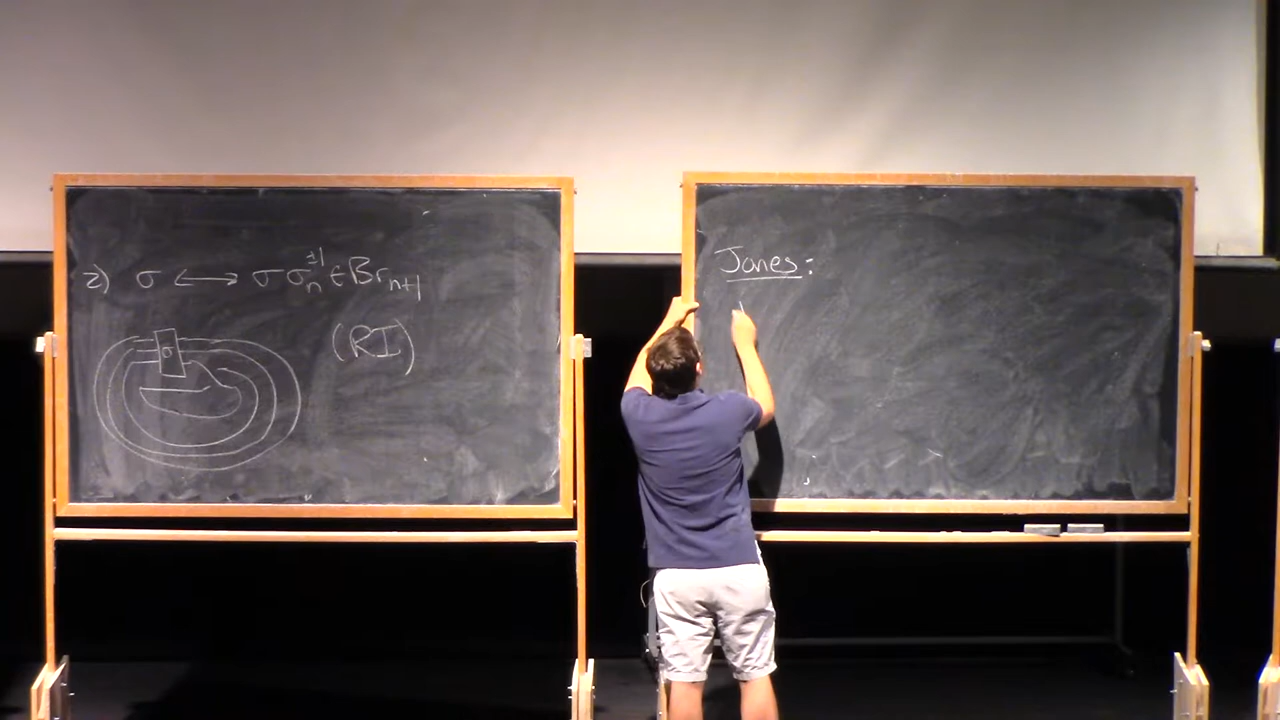 2) σ ⟷ σ σₙ^{±1} ∈ Brₙ₊₁
(RI)
σ
Jones: